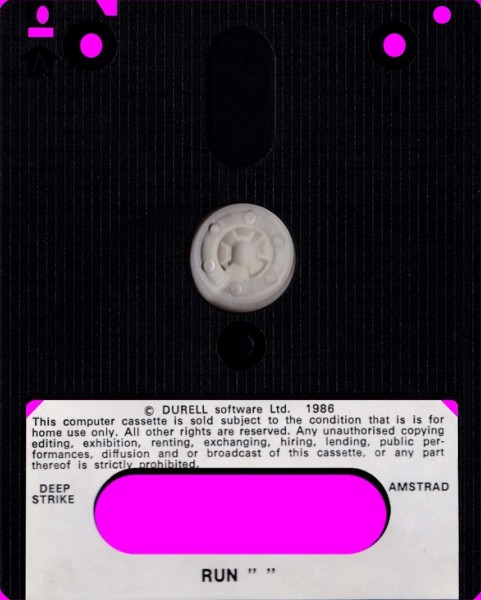 © DURELL software Ltd. 1986
This computer cassette is sold subject to the condition that is is for
home use only. All other rights are reserved. Any unauthorised copying
editing, exhibition, renting, exchanging, hiring, lending, public per-
formances, diffusion and or broadcast of this cassette, or any part
thereof is strictly prohibited.
DEEP
STRIKE
AMSTRAD
RUN " "